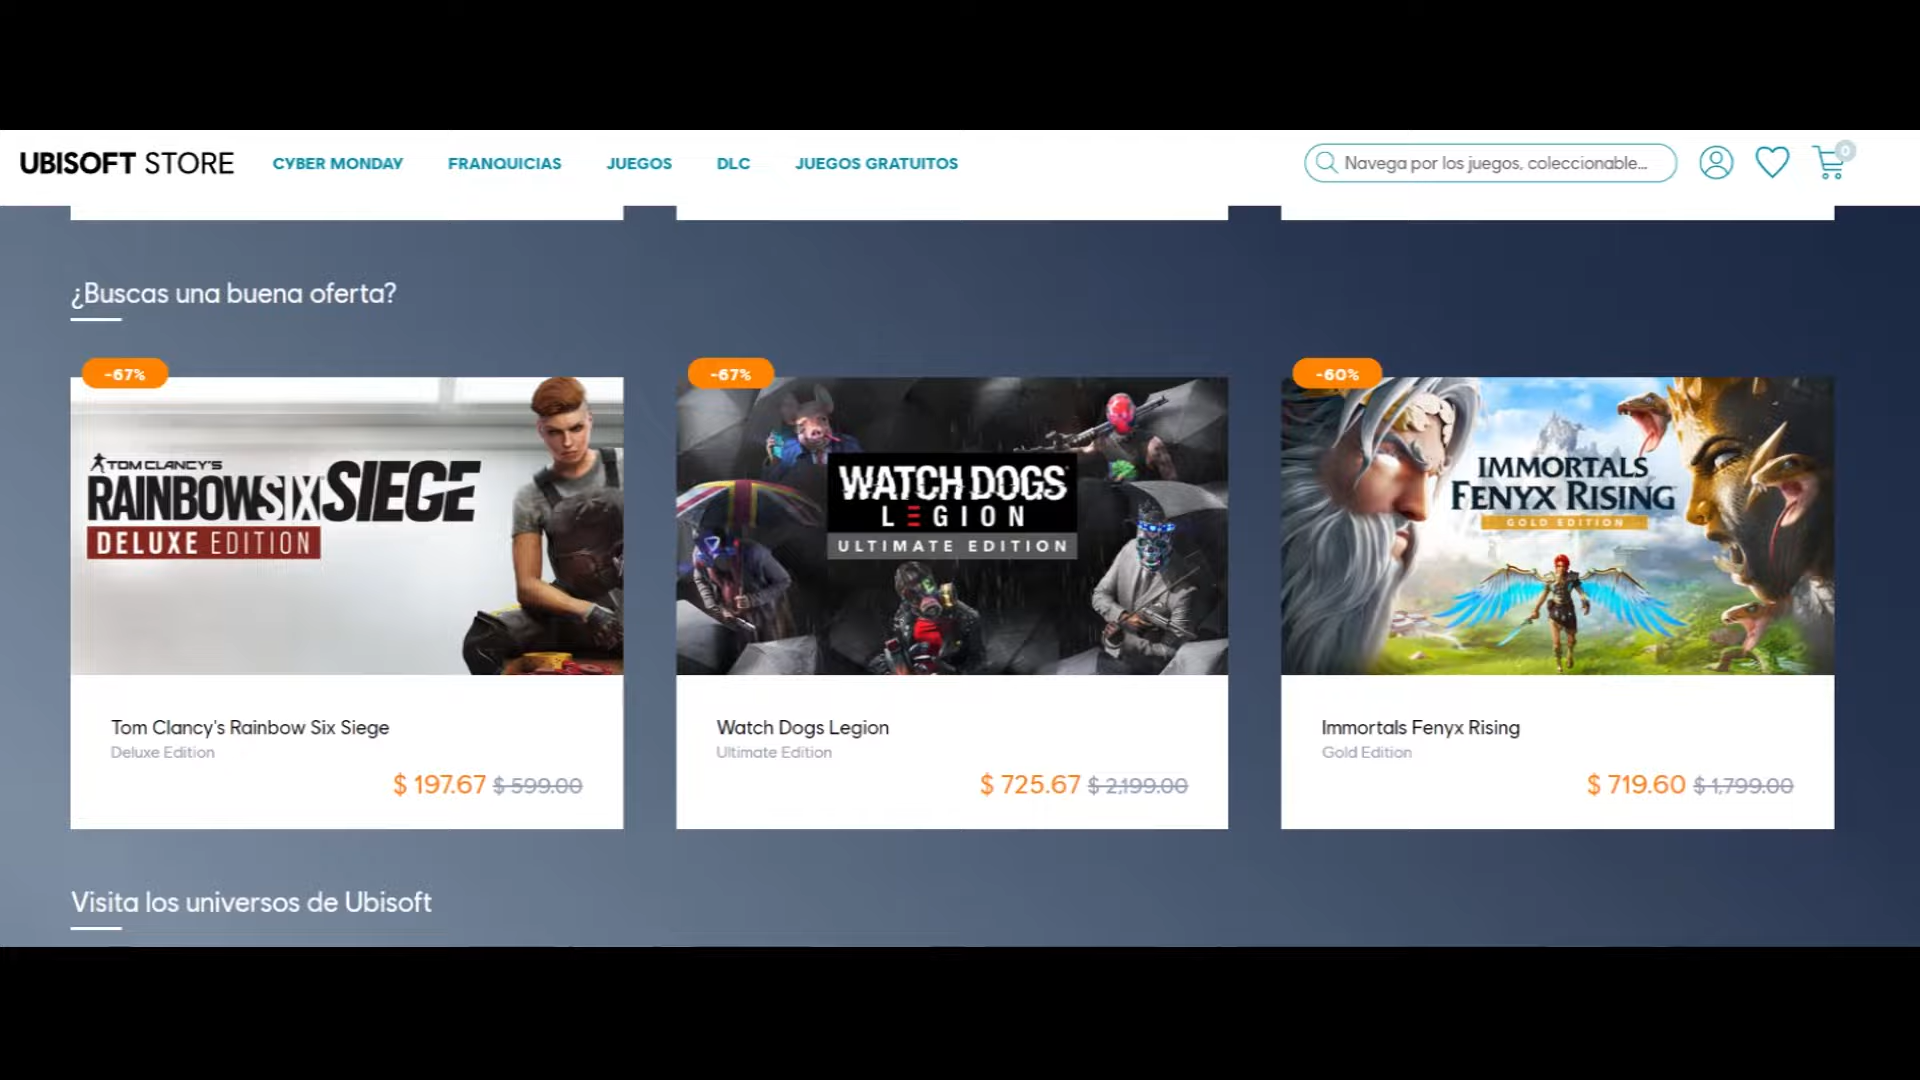 UBISOFT STORE
CYBER MONDAY
FRANQUICIAS
JUEGOS
DLC
JUEGOS GRATUITOS
Navega por los juegos, coleccionable...
0
¿Buscas una buena oferta?
-67%
TOM CLANCY'S
RAINBOW SIX SIEGE
DELUXE EDITION
Tom Clancy's Rainbow Six Siege
Deluxe Edition
$ 197.67 $ 599.00
-67%
WATCH DOGS
LEGION
ULTIMATE EDITION
Watch Dogs Legion
Ultimate Edition
$ 725.67 $ 2,199.00
-60%
IMMORTALS
FENYX RISING
GOLD EDITION
Immortals Fenyx Rising
Gold Edition
$ 719.60 $ 1,799.00
Visita los universos de Ubisoft